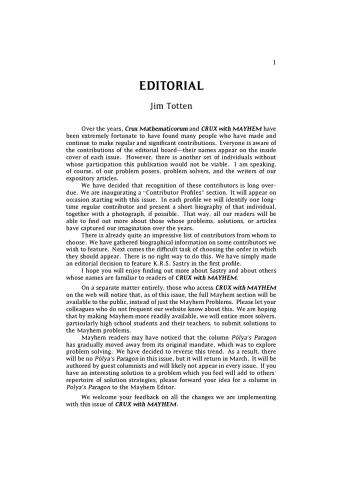 1
EDITORIAL
Jim Totten
Over the years, Crux Mathematicorum and CRUX with MAYHEM have
been extremely fortunate to have found many people who have made and
continue to make regular and significant contributions. Everyone is aware of
the contributions of the editorial board—their names appear on the inside
cover of each issue. However, there is another set of individuals without
whose participation this publication would not be viable. I am speaking,
of course, of our problem posers, problem solvers, and the writers of our
expository articles.
We have decided that recognition of these contributors is long over-
due. We are inaugurating a "Contributor Profiles" section. It will appear on
occasion starting with this issue. In each profile we will identify one long-
time regular contributor and present a short biography of that individual,
together with a photograph, if possible. That way, all our readers will be
able to find out more about those whose problems, solutions, or articles
have captured our imagination over the years.
There is already quite an impressive list of contributors from whom to
choose. We have gathered biographical information on some contributors we
wish to feature. Next comes the difficult task of choosing the order in which
they should appear. There is no right way to do this. We have simply made
an editorial decision to feature K.R.S. Sastry in the first profile.
I hope you will enjoy finding out more about Sastry and about others
whose names are familiar to readers of CRUX with MAYHEM.
On a separate matter entirely, those who access CRUX with MAYHEM
on the web will notice that, as of this issue, the full Mayhem section will be
available to the public, instead of just the Mayhem Problems. Please let your
colleagues who do not frequent our website know about this. We are hoping
that by making Mayhem more readily available, we will entice more solvers,
particularly high school students and their teachers, to submit solutions to
the Mayhem problems.
Mayhem readers may have noticed that the column Pólya's Paragon
has gradually moved away from its original mandate, which was to explore
problem solving. We have decided to reverse this trend. As a result, there
will be no Pólya's Paragon in this issue, but it will return in March. It will be
authored by guest columnists and will likely not appear in every issue. If you
have an interesting solution to a problem which you feel will add to others'
repertoire of solution strategies, please forward your idea for a column in
Polya's Paragon to the Mayhem Editor.
We welcome your feedback on all the changes we are implementing
with this issue of CRUX with MAYHEM.